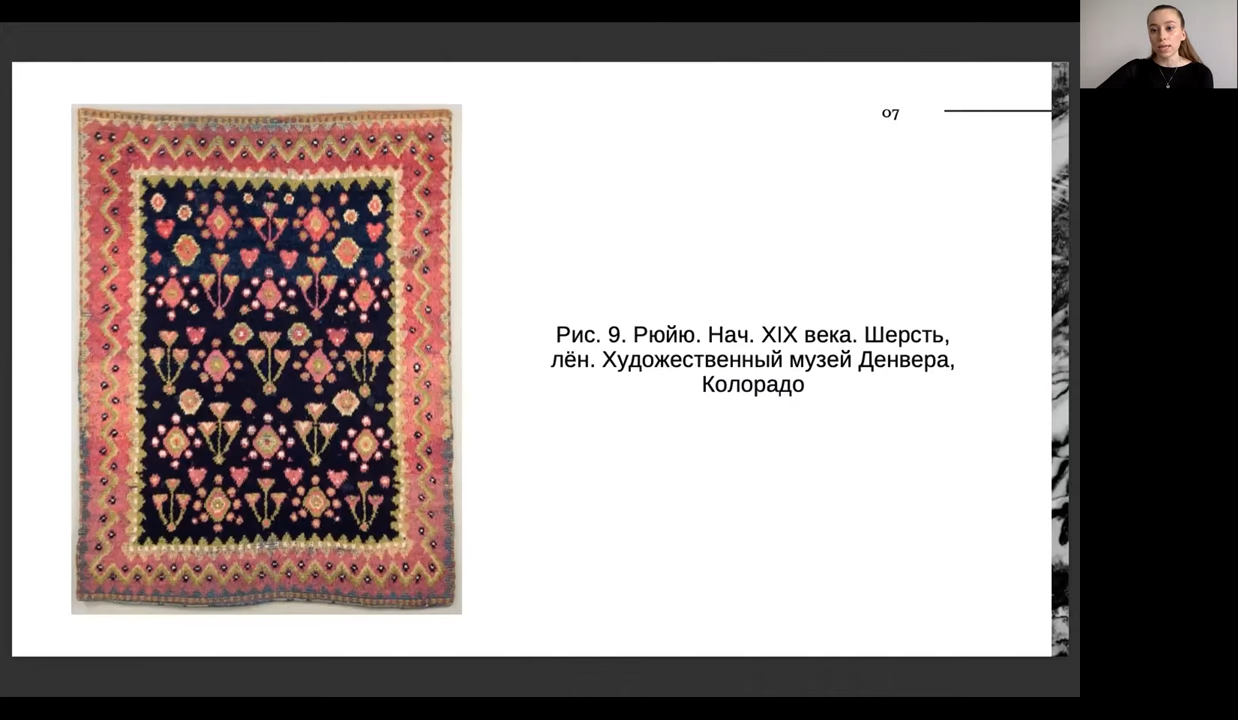 07
Рис. 9. Рюйю. Нач. XIX века. Шерсть,
лён. Художественный музей Денвера,
Колорадо